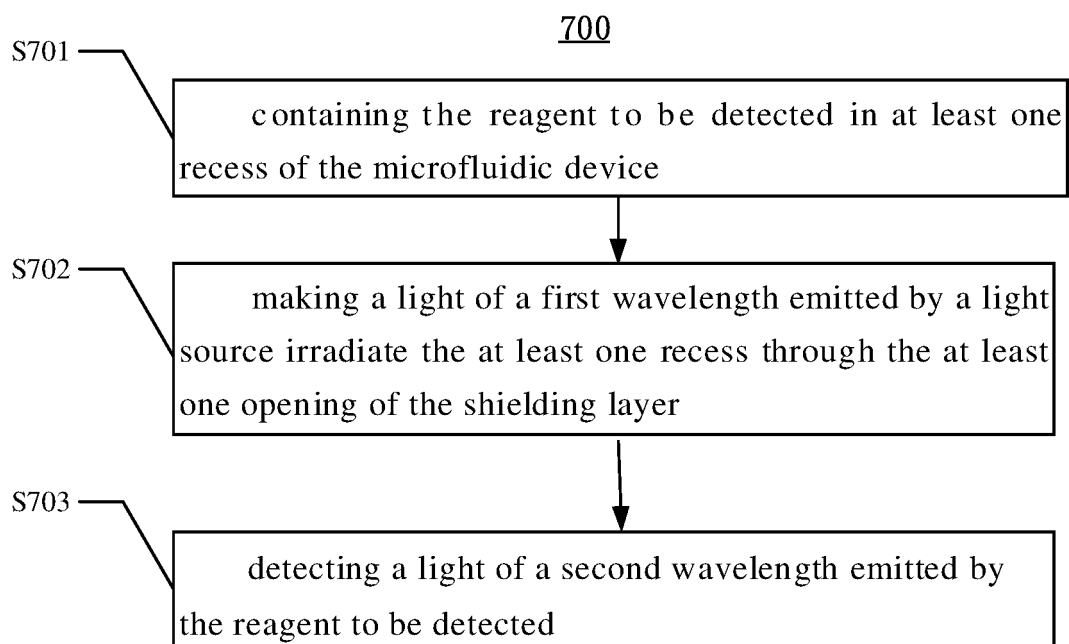 700
S701
containing the reagent to be detected in at least one
recess of the microfluidic device
S702
making a light of a first wavelength emitted by a light
source irradiate the at least one recess through the at least
one opening of the shielding layer
S703
detecting a light of a second wavelength emitted by
the reagent to be detected